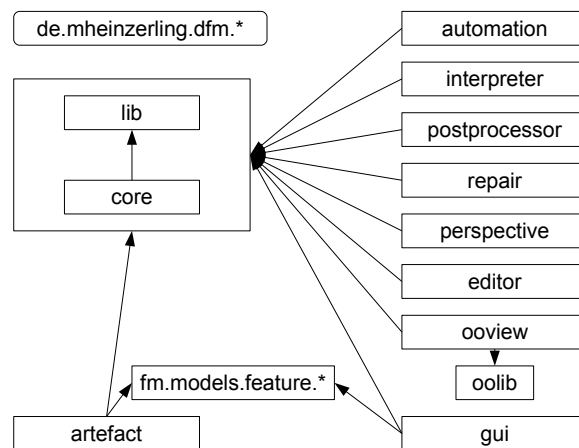 de.mheinzerling.dfm.*
automation
interpreter
lib
postprocessor
repair
core
perspective
editor
ooview
fm.models.feature.*
oolib
artefact
gui